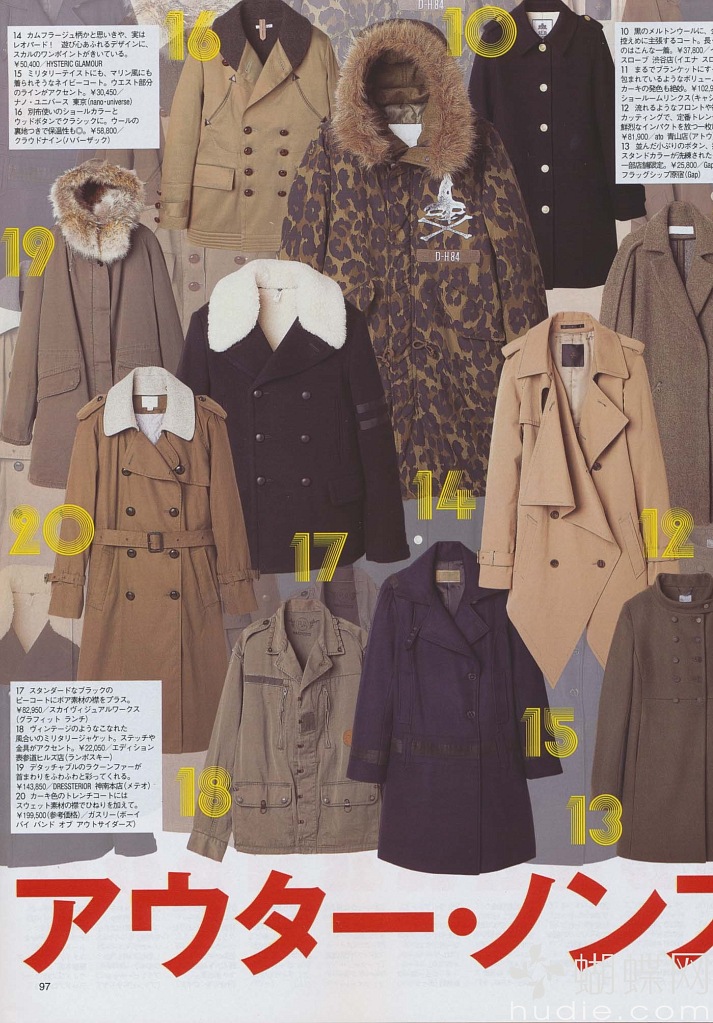 14 カムフラージュ柄かと思いきや、実は
レオパード！ 遊び心あふれるデザインに、
スカルのワンポイントがきいている。
¥50,400／HYSTERIC GLAMOUR
15 ミリタリーテイストにも、マリン風にも
着られそうなネイビーコート。ウエスト部分
のラインがアクセント。¥30,450／
ナノ・ユニバース 東京(nano・universe)
16 別布使いのショールカラーと
ウッドボタンでクラシックに。ウールの
裏地つきで保温性も◎。¥58,800／
クラウドナイン(ハバーザック)
10 黒のメルトンウールに、
控えめに主張するコート。長
のはこんな一着。¥37,800／
スローブ 渋谷店(イエナ ス
11 まるでブランケットにす
包まれているようなボリュー
カーキの発色も絶妙。¥102,9
ショールームリンクス(キャシ
12 流れるようなフロントや
カッティングで、定番トレン
鮮烈なインパクトを放つ一枚
¥81,900／ato 青山店(アトウ
13 並んだ小ぶりのボタン、
スタンドカラーが洗練された
一部店舗限定。¥25,800／Gap
フラッグシップ原宿(Gap)
16
10
D-H 84
19
D-H84
20
14
17
12
15
18
13
17 スタンダードなブラックの
ピーコートにボア素材の襟をプラス。
¥82,950／スカイヴィジュアルワークス
(グラフィット ランチ)
18 ヴィンテージのようなこなれた
風合いのミリタリージャケット。ステッチや
金具がアクセント。¥22,050／エディション
表参道ヒルズ店(ランポスキー)
19 デタッチャブルのラクーンファーが
首まわりをふわふわと彩ってくれる。
¥143,850／DRESSTERIOR 神南本店(メテオ)
20 カーキ色のトレンチコートには
スウェット素材の襟でひねりを加えて。
¥199,500(参考価格)／ガスリー(ボーイ
バイ バンド オブ アウトサイダーズ)
アウター・ノンフ
97
蝴蝶网
hudie.com